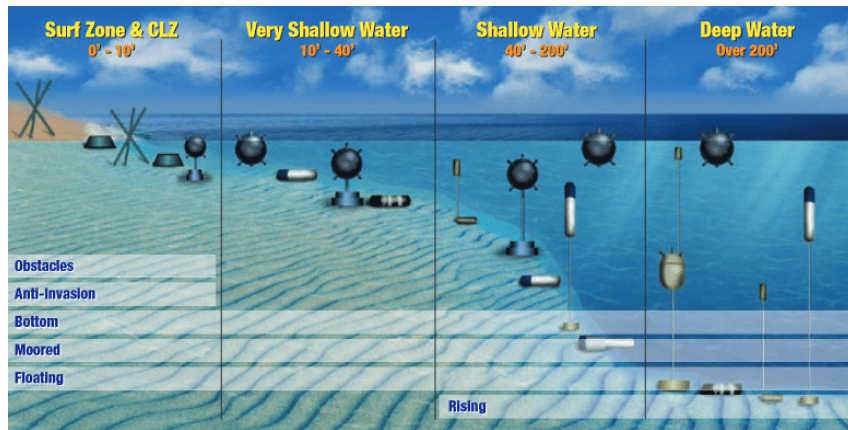 Surf Zone & CLZ
0' - 10'
Very Shallow Water
10' - 40'
Shallow Water
40' - 200'
Deep Water
Over 200'
Obstacles
Anti-Invasion
Bottom
Moored
Floating
Rising